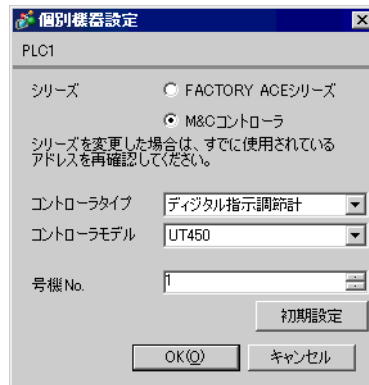 個別機器設定
PLC1
シリーズ
FACTORY ACEシリーズ
M&Cコントローラ
シリーズを変更した場合は、すでに使用されている
アドレスを再確認してください。
コントローラタイプ ディジタル指示調節計
コントローラモデル UT450
号機No. 1
初期設定
OK(O) キャンセル